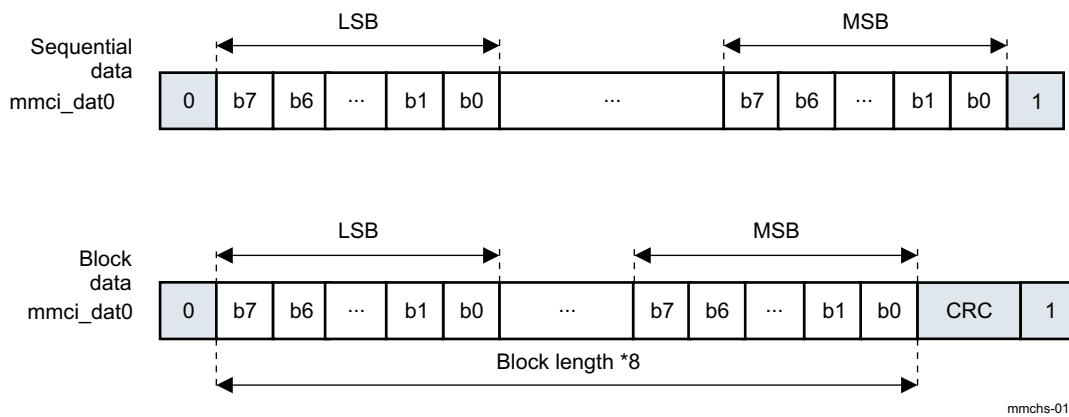 LSB MSB
Sequential
data
mmci_dat0 0 b7 b6 ... b1 b0 ... b7 b6 ... b1 b0 1
LSB MSB
Block
data
mmci_dat0 0 b7 b6 ... b1 b0 ... b7 b6 ... b1 b0 CRC 1
Block length *8
mmchs-01